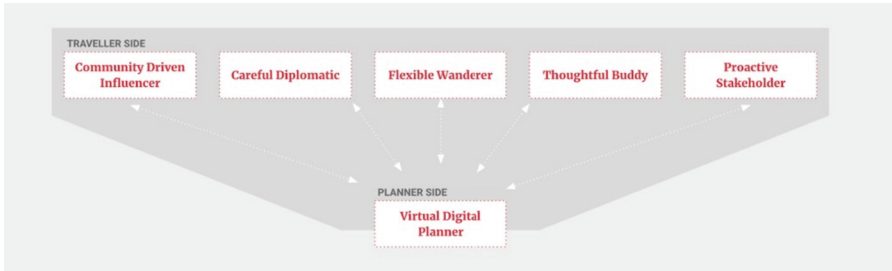 TRAVELLER SIDE
Community Driven
Influencer
Careful Diplomatic
Flexible Wanderer
Thoughtful Buddy
Proactive
Stakeholder
PLANNER SIDE
Virtual Digital
Planner